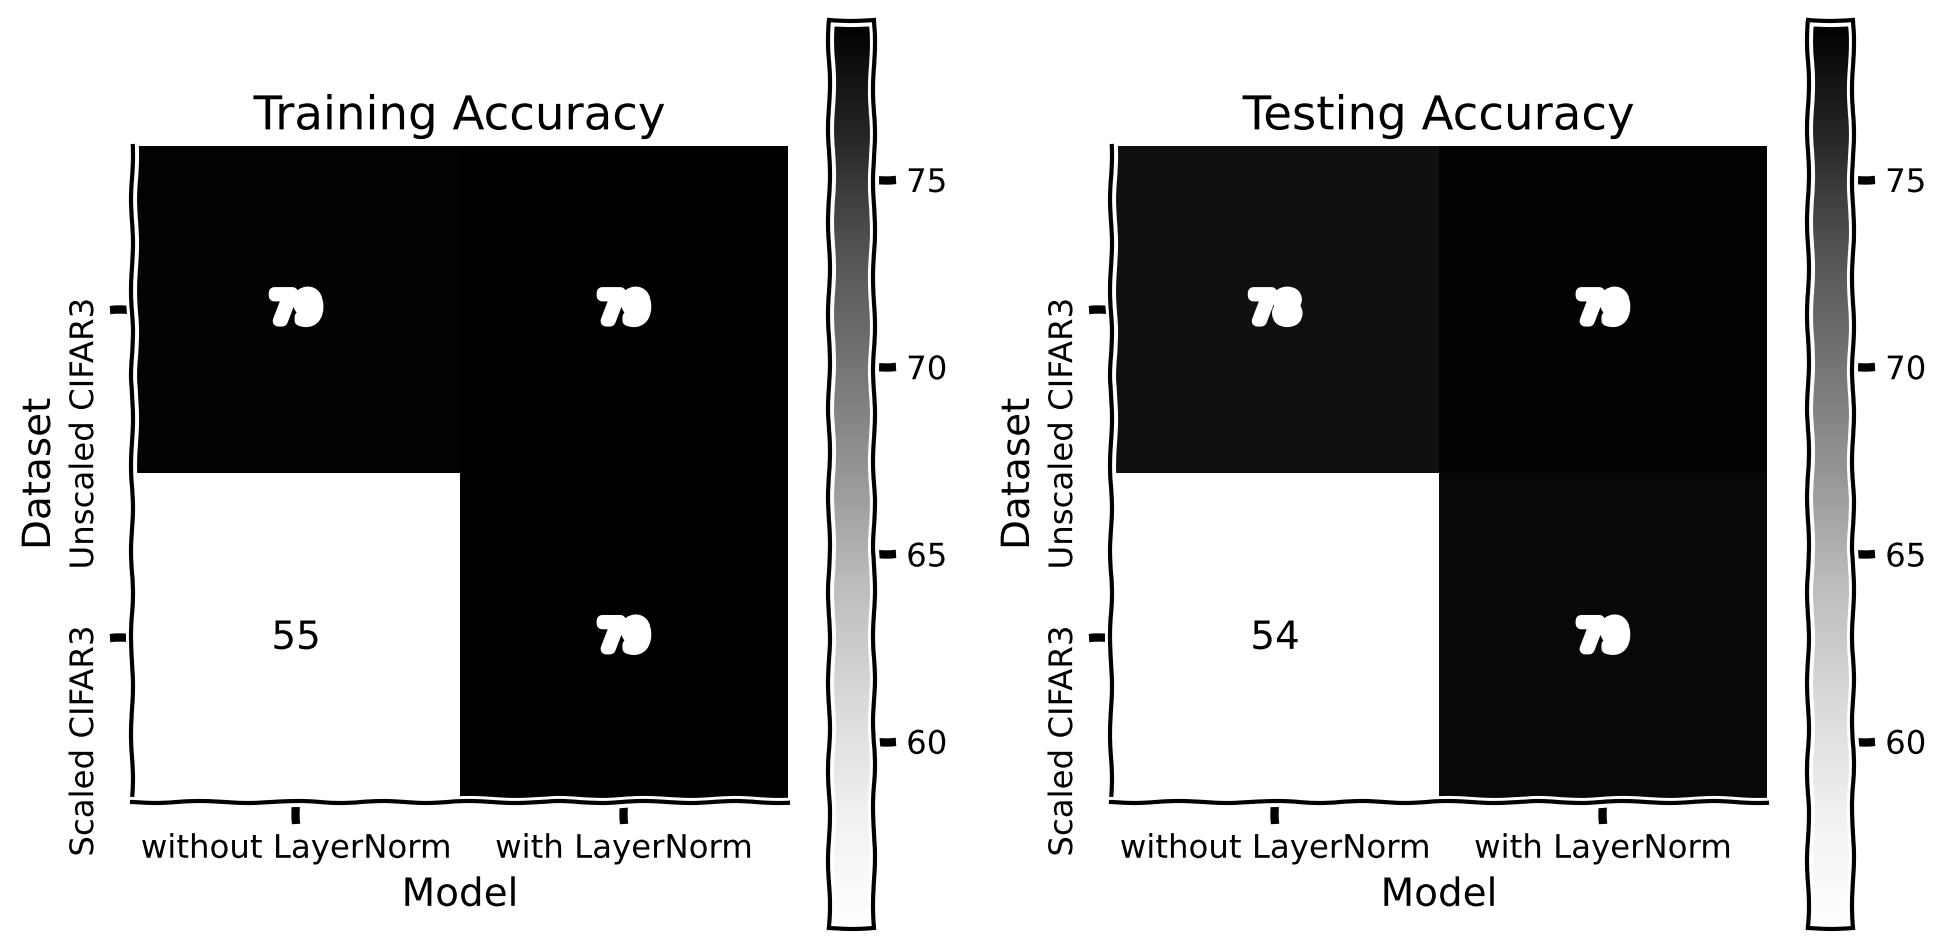 Training Accuracy
Dataset
Unscaled CIFAR3
Scaled CIFAR3
79
79
55
79
without LayerNorm
with LayerNorm
Model
75
70
65
60
Testing Accuracy
Dataset
Unscaled CIFAR3
Scaled CIFAR3
78
79
54
79
without LayerNorm
with LayerNorm
Model
75
70
65
60